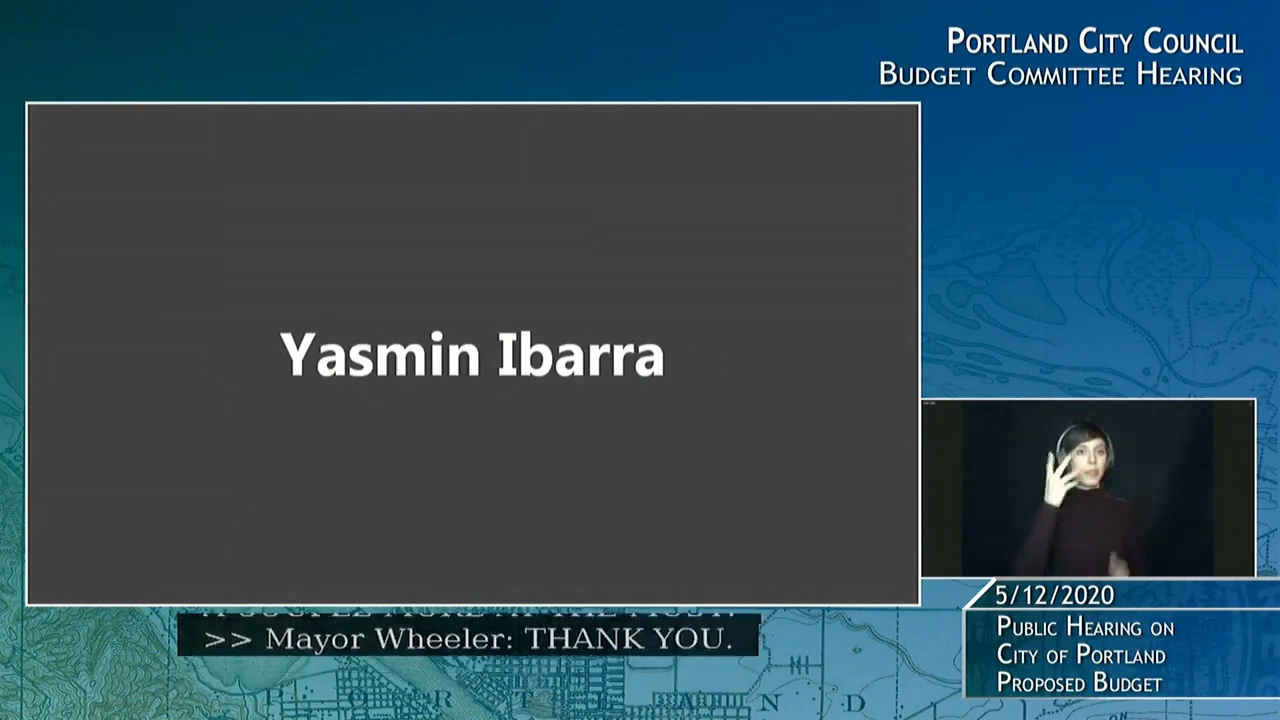 PORTLAND CITY COUNCIL
BUDGET COMMITTEE HEARING
Yasmin Ibarra
>> Mayor Wheeler: THANK YOU.
5/12/2020
PUBLIC HEARING ON
CITY OF PORTLAND
PROPOSED BUDGET
P O R T L A N D